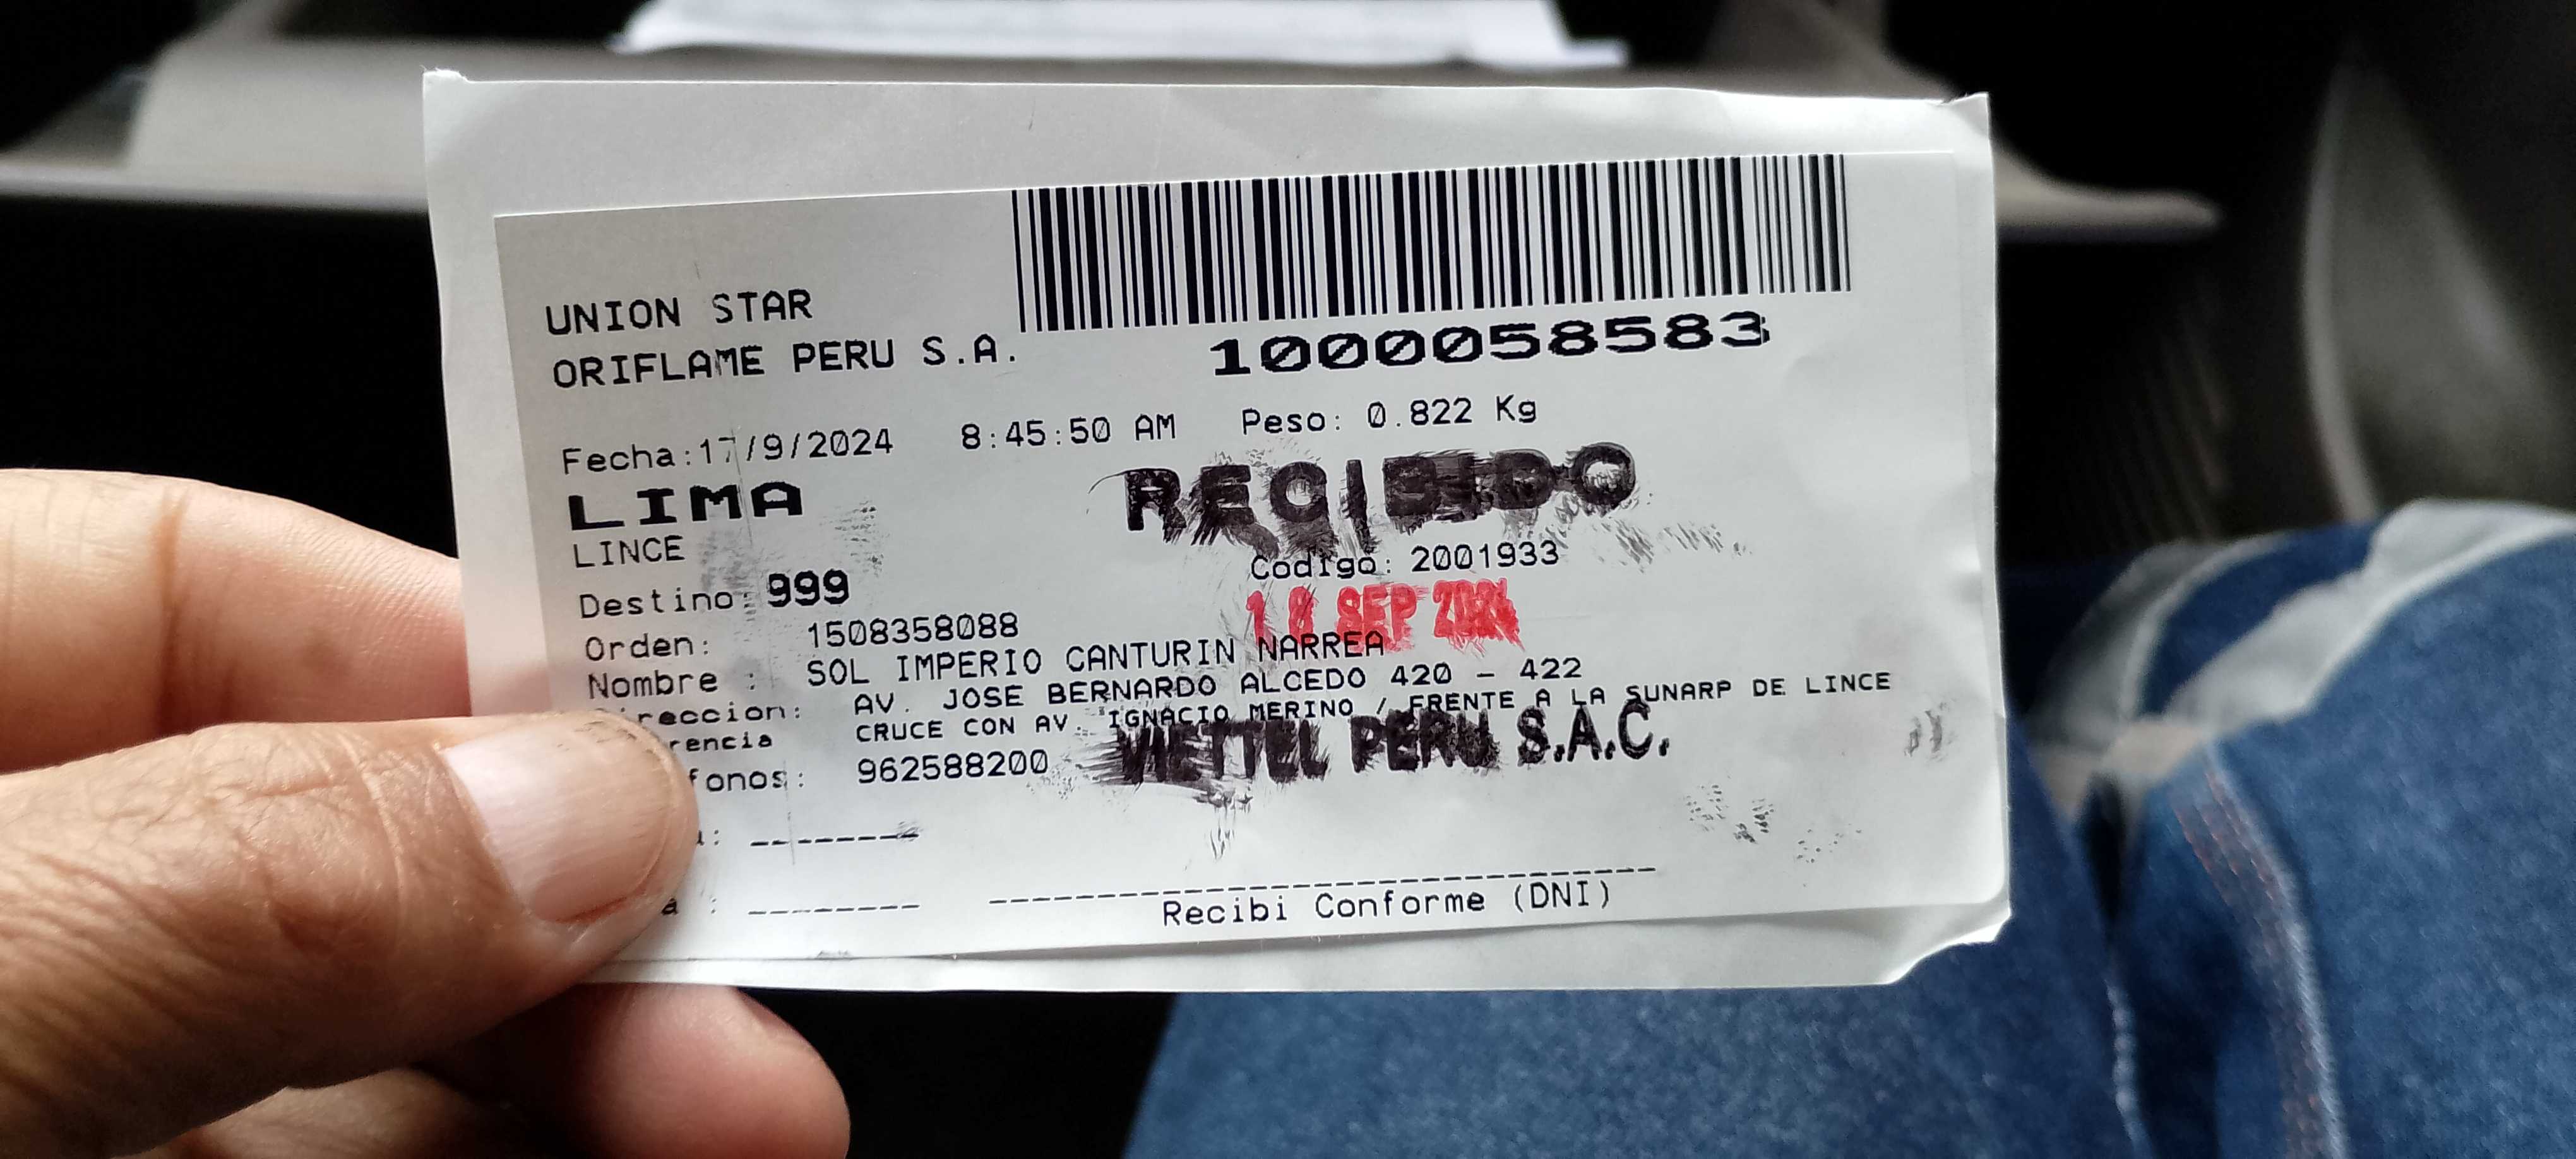 UNION STAR
ORIFLAME PERU S.A.
1000058583
Fecha:17/9/2024 8:45:50 AM Peso: 0.822 Kg
LIMA
RECIBIDO
LINCE
Codigo: 2001933
Destino: 999
18 SEP 2024
Orden: 1508358088
Nombre : SOL IMPERIO CANTURIN NARREA
reccion: AV. JOSE BERNARDO ALCEDO 420 - 422
rencia CRUCE CON AV. IGNACIO MERINO / FRENTE A LA SUNARP DE LINCE
fonos: 962588200
VIETTEL PERU S.A.C.
a : --------
Recibi Conforme (DNI)